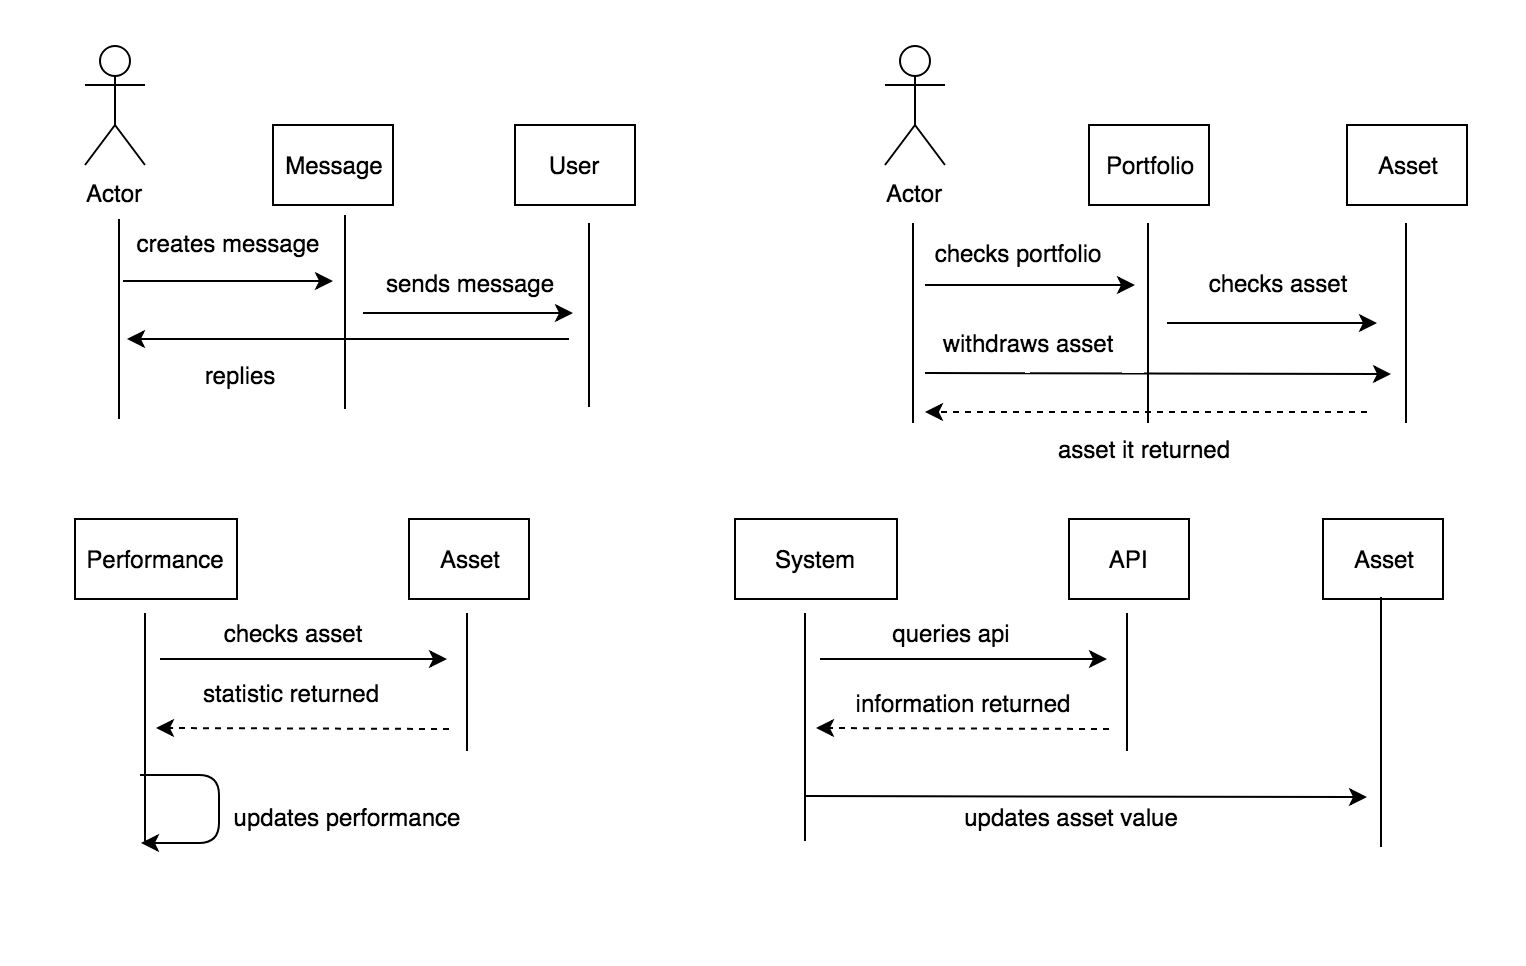 Actor
Message
User
creates message
sends message
replies
Actor
Portfolio
Asset
checks portfolio
checks asset
withdraws asset
asset it returned
Performance
Asset
checks asset
statistic returned
updates performance
System
API
Asset
queries api
information returned
updates asset value